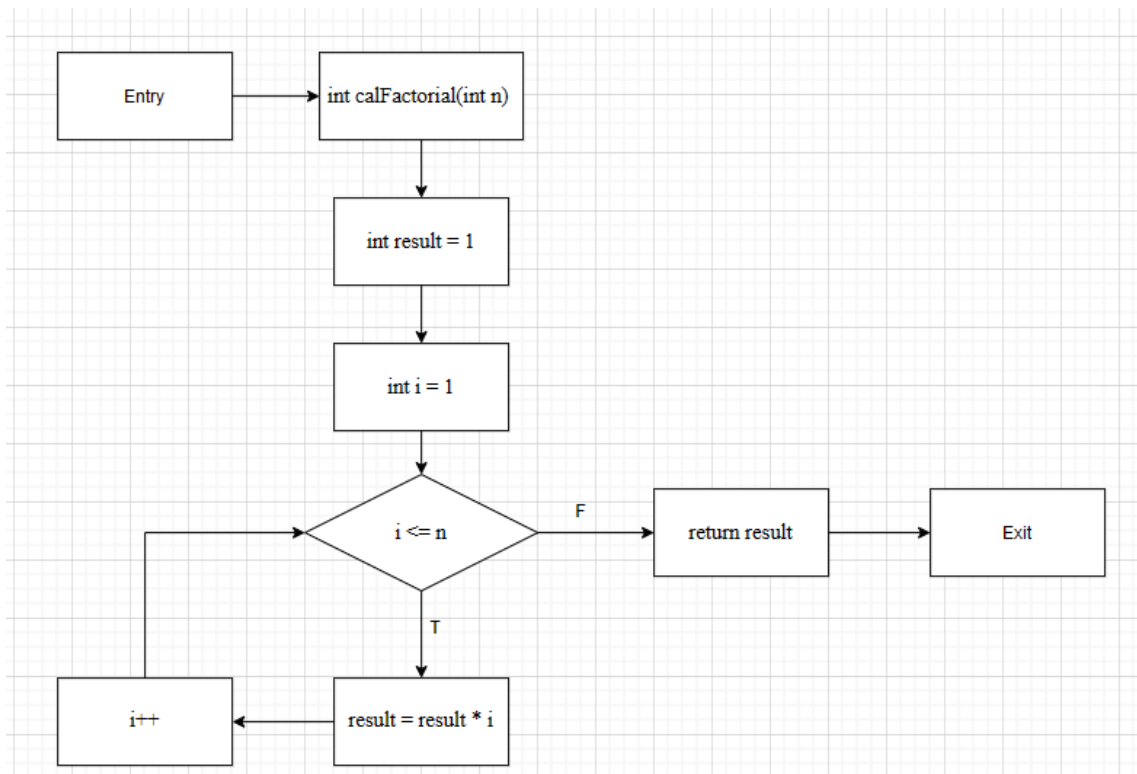 Entry
int calFactorial(int n)
int result = 1
int i = 1
i <= n
F
return result
Exit
T
i++
result = result * i